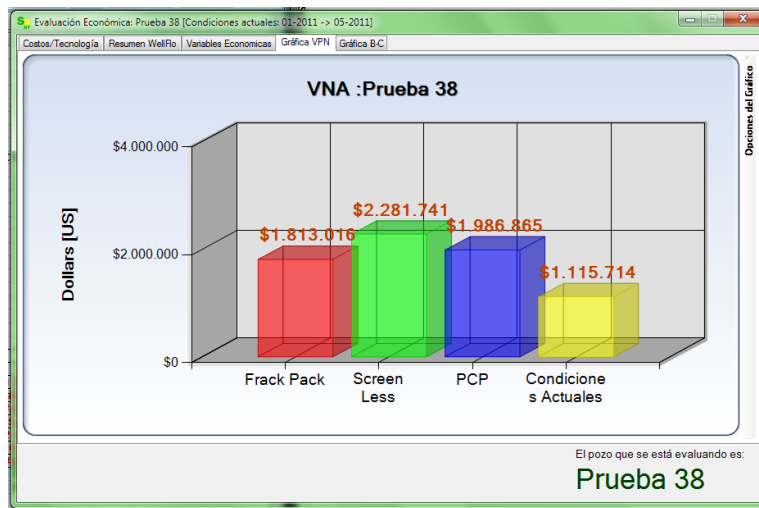 Evaluación Económica: Prueba 38 [Condiciones actuales: 01-2011 -> 05-2011]
Costos/Tecnología Resumen WellFlo Variables Economicas Gráfica VPN Gráfica B-C
Opciones del Gráfico
VNA :Prueba 38
Dollars [US]
$4.000.000
$2.000.000
$0
$1.813.016
$2.281.741
$1.986.865
$1.115.714
Frack Pack
Screen
Less
PCP
Condicione
s Actuales
El pozo que se está evaluando es:
Prueba 38